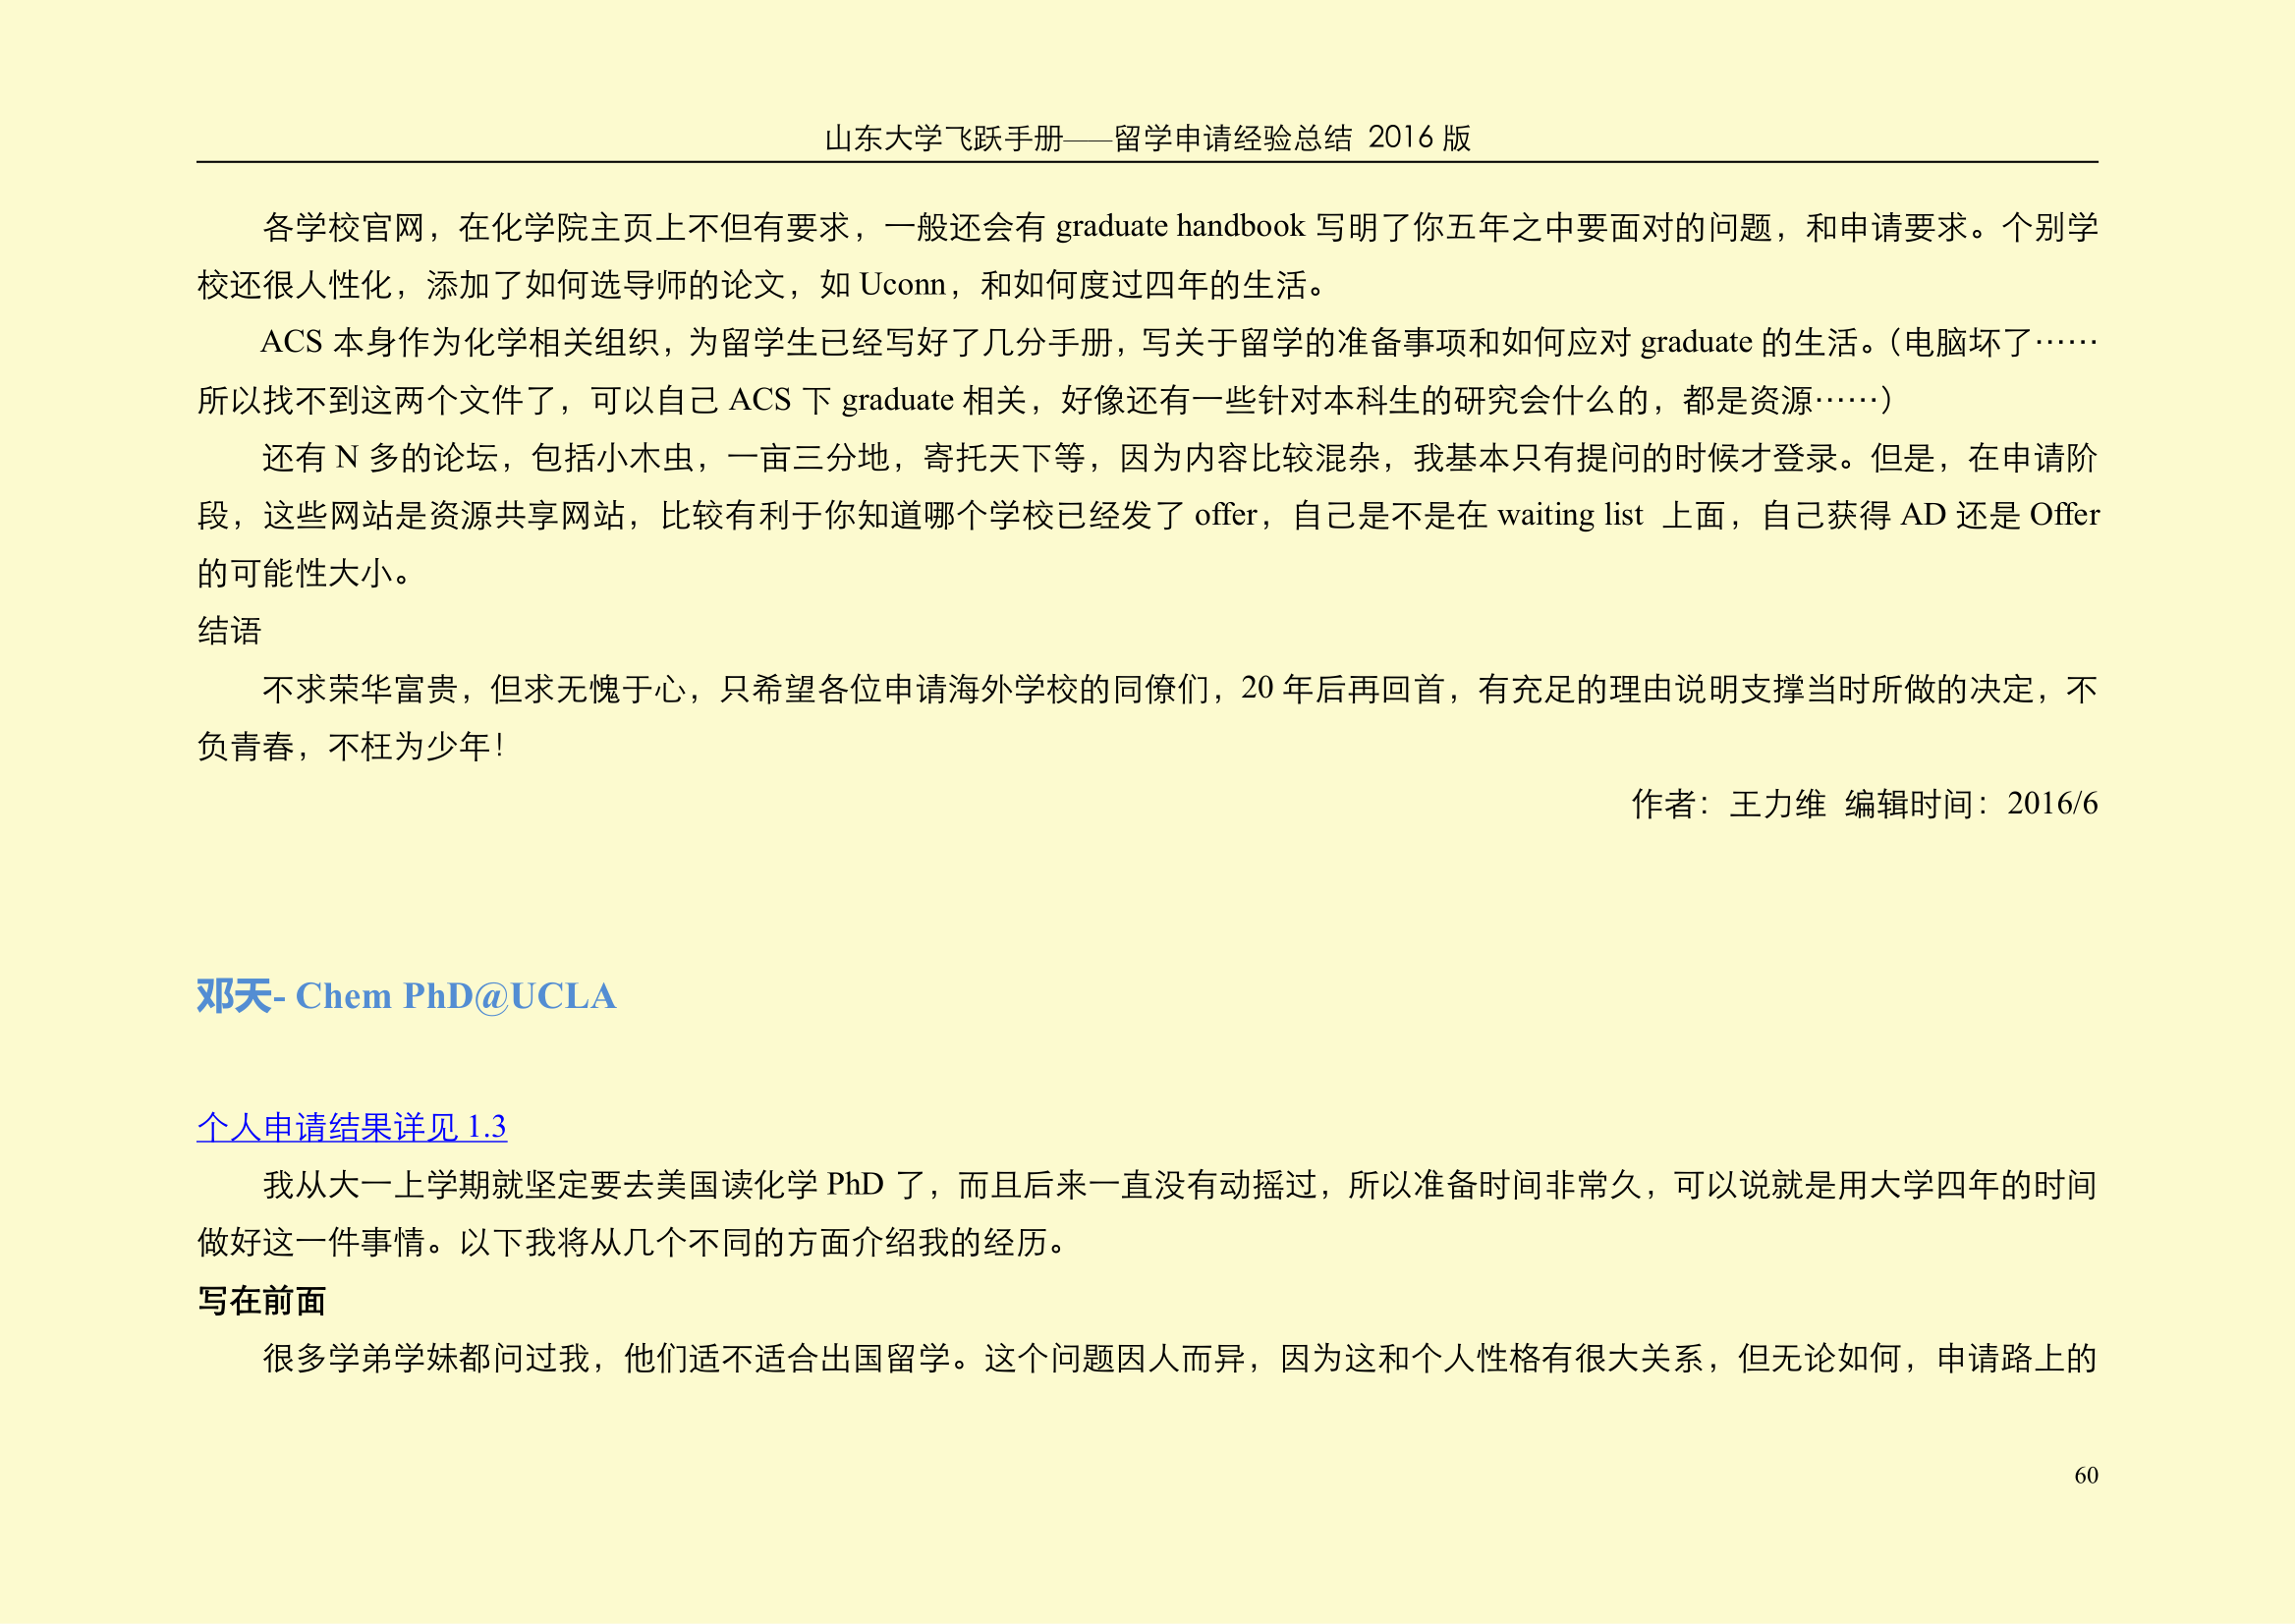 山东大学飞跃手册——留学申请经验总结 2016 版
各学校官网，在化学院主页上不但有要求，一般还会有 graduate handbook 写明了你五年之中要面对的问题，和申请要求。个别学
校还很人性化，添加了如何选导师的论文，如 Uconn，和如何度过四年的生活。
ACS 本身作为化学相关组织，为留学生已经写好了几分手册，写关于留学的准备事项和如何应对 graduate 的生活。（电脑坏了……
所以找不到这两个文件了，可以自己 ACS 下 graduate 相关，好像还有一些针对本科生的研究会什么的，都是资源……）
还有 N 多的论坛，包括小木虫，一亩三分地，寄托天下等，因为内容比较混杂，我基本只有提问的时候才登录。但是，在申请阶
段，这些网站是资源共享网站，比较有利于你知道哪个学校已经发了 offer，自己是不是在 waiting list 上面，自己获得 AD 还是 Offer
的可能性大小。
结语
不求荣华富贵，但求无愧于心，只希望各位申请海外学校的同僚们，20 年后再回首，有充足的理由说明支撑当时所做的决定，不
负青春，不枉为少年！
作者：王力维 编辑时间：2016/6
邓天- Chem PhD@UCLA
个人申请结果详见 1.3
我从大一上学期就坚定要去美国读化学 PhD 了，而且后来一直没有动摇过，所以准备时间非常久，可以说就是用大学四年的时间
做好这一件事情。以下我将从几个不同的方面介绍我的经历。
写在前面
很多学弟学妹都问过我，他们适不适合出国留学。这个问题因人而异，因为这和个人性格有很大关系，但无论如何，申请路上的
60